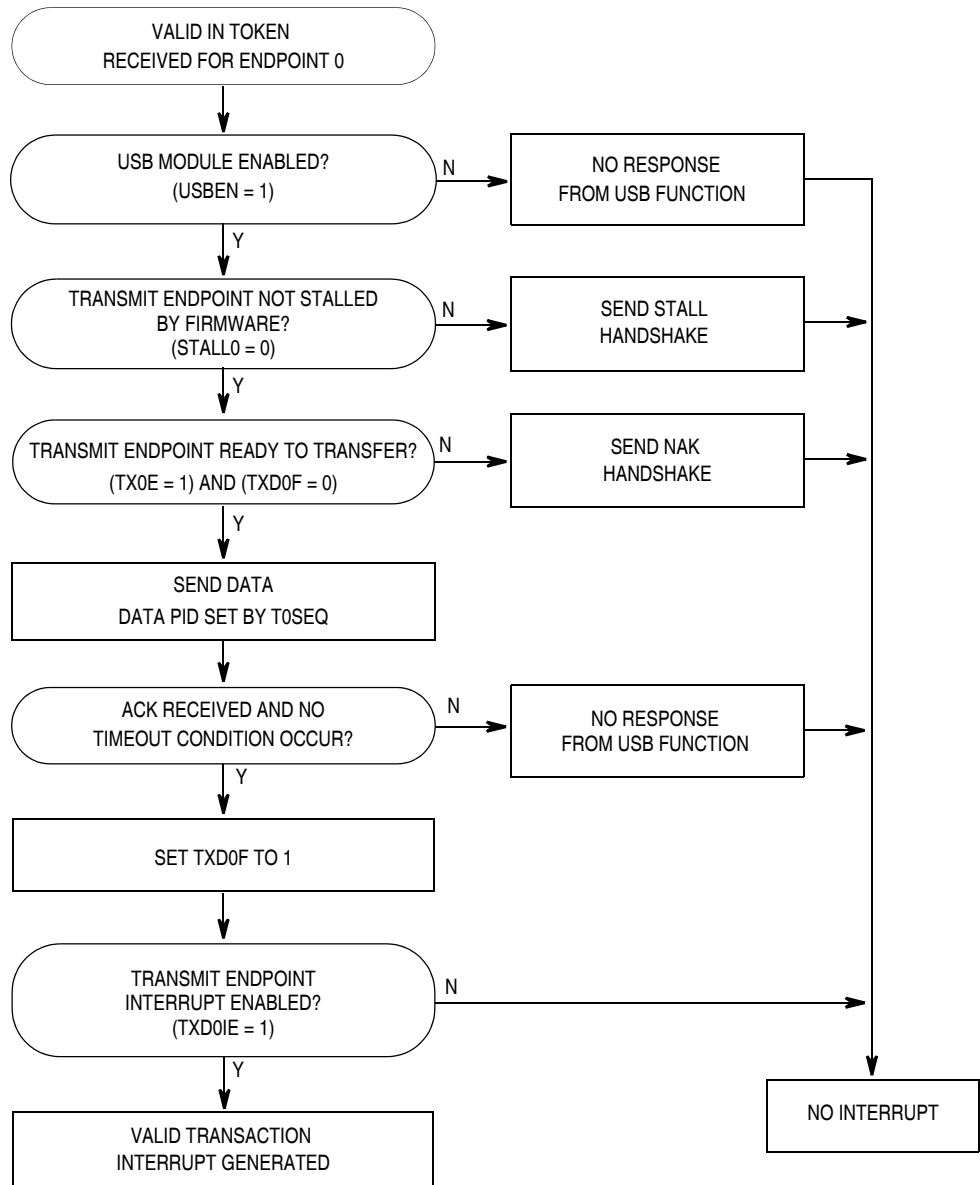 VALID IN TOKEN
RECEIVED FOR ENDPOINT 0
USB MODULE ENABLED?
(USBEN = 1)
N
NO RESPONSE
FROM USB FUNCTION
Y
TRANSMIT ENDPOINT NOT STALLED
BY FIRMWARE?
(STALL0 = 0)
N
SEND STALL
HANDSHAKE
Y
TRANSMIT ENDPOINT READY TO TRANSFER?
(TX0E = 1) AND (TXD0F = 0)
N
SEND NAK
HANDSHAKE
Y
SEND DATA
DATA PID SET BY T0SEQ
ACK RECEIVED AND NO
TIMEOUT CONDITION OCCUR?
N
NO RESPONSE
FROM USB FUNCTION
Y
SET TXD0F TO 1
TRANSMIT ENDPOINT
INTERRUPT ENABLED?
(TXD0IE = 1)
N
Y
VALID TRANSACTION
INTERRUPT GENERATED
NO INTERRUPT